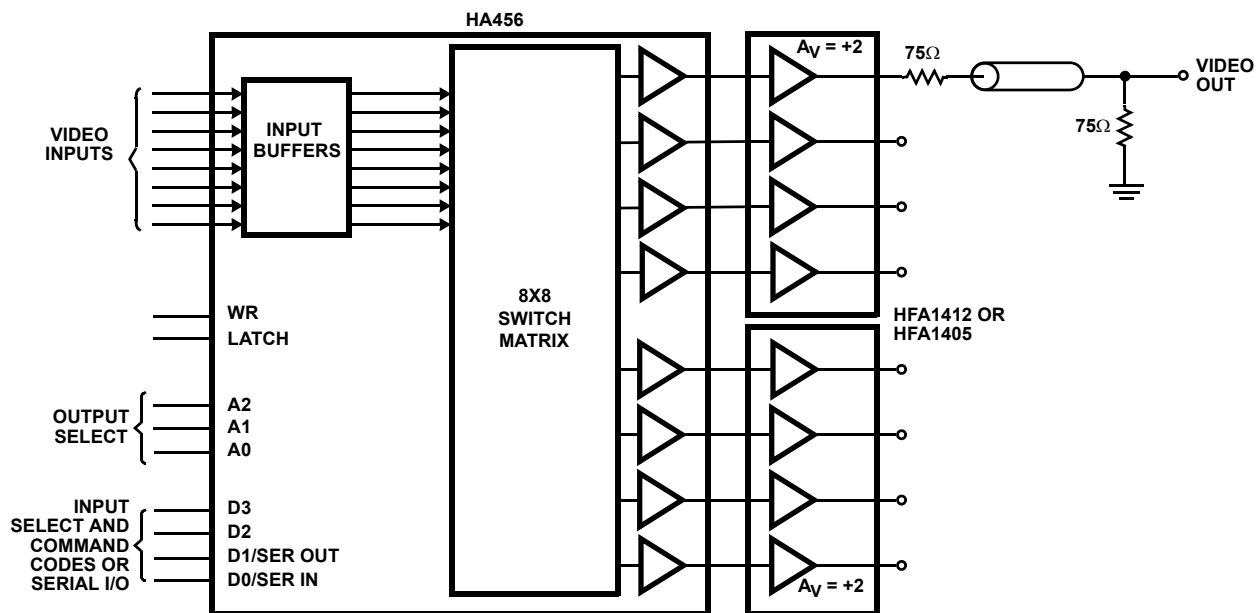 HA456
VIDEO
INPUTS
INPUT
BUFFERS
8X8
SWITCH
MATRIX
WR
LATCH
OUTPUT
SELECT
A2
A1
A0
INPUT
SELECT AND
COMMAND
CODES OR
SERIAL I/O
D3
D2
D1/SER OUT
D0/SER IN
AV = +2
75Ω
VIDEO
OUT
75Ω
HFA1412 OR
HFA1405
AV = +2